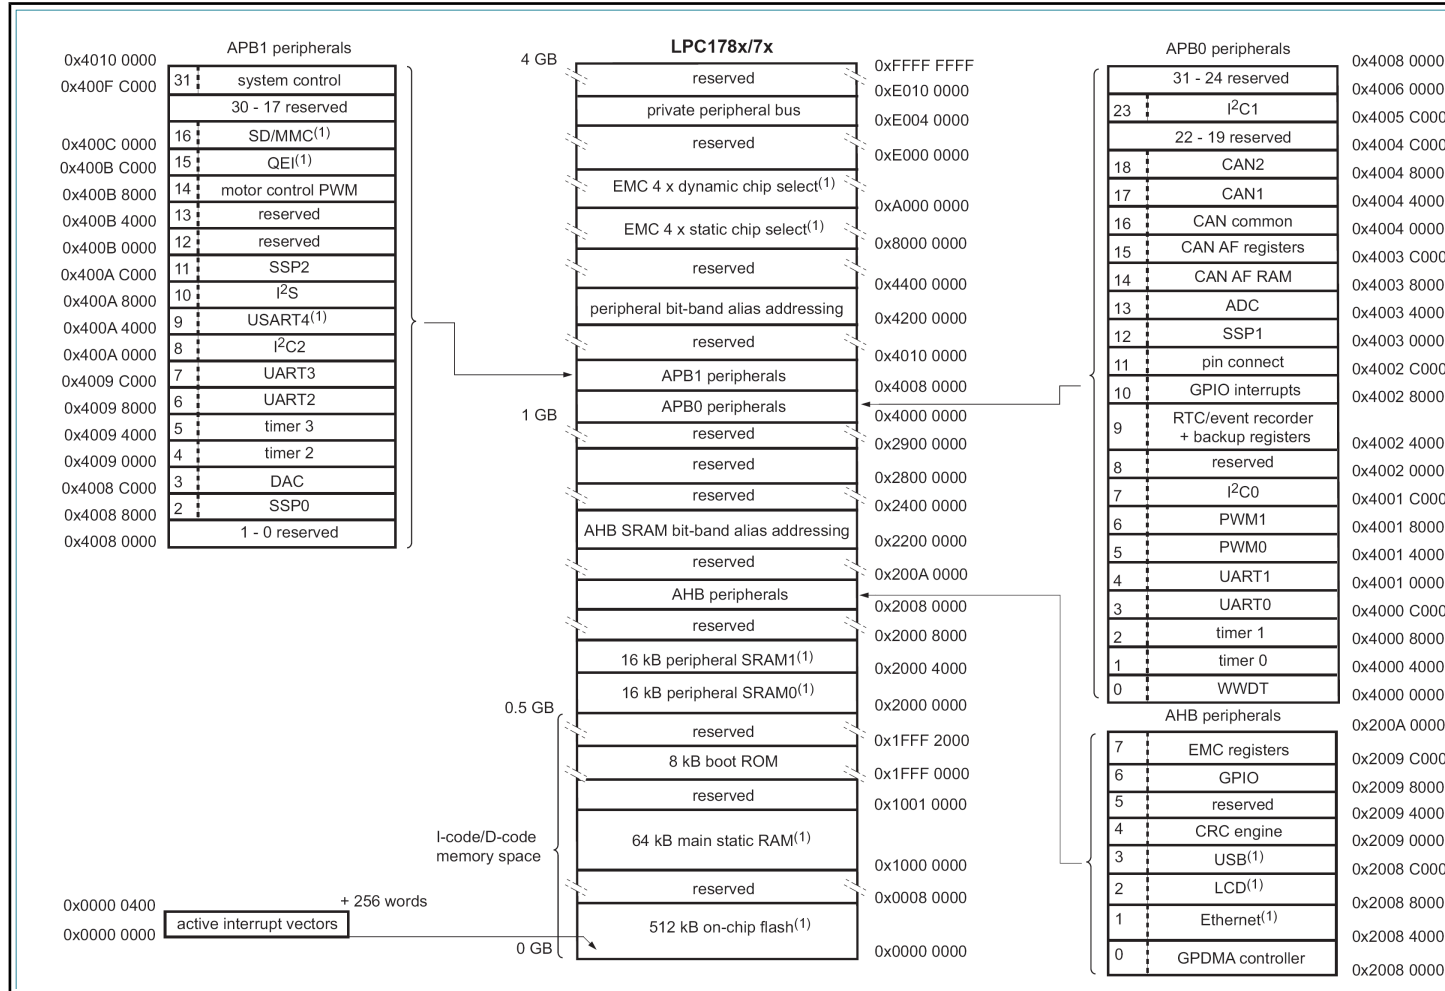 APB1 peripherals
0x4010 0000
31 system control
0x400F C000
30 - 17 reserved
16 SD/MMC(1)
0x400C 0000
15 QEI(1)
0x400B C000
14 motor control PWM
0x400B 8000
13 reserved
0x400B 4000
12 reserved
0x400B 0000
11 SSP2
0x400A C000
10 I2S
0x400A 8000
9 USART4(1)
0x400A 4000
8 I2C2
0x400A 0000
7 UART3
0x4009 C000
6 UART2
0x4009 8000
5 timer 3
0x4009 4000
4 timer 2
0x4009 0000
3 DAC
0x4008 C000
2 SSP0
0x4008 8000
1 - 0 reserved
0x4008 0000
LPC178x/7x
4 GB
0xFFFF FFFF
reserved
0xE010 0000
private peripheral bus
0xE004 0000
reserved
0xE000 0000
EMC 4 x dynamic chip select(1)
0xA000 0000
EMC 4 x static chip select(1)
0x8000 0000
reserved
0x4400 0000
peripheral bit-band alias addressing
0x4200 0000
reserved
0x4010 0000
APB1 peripherals
0x4008 0000
APB0 peripherals
1 GB
0x4000 0000
reserved
0x2900 0000
reserved
0x2800 0000
reserved
0x2400 0000
AHB SRAM bit-band alias addressing
0x2200 0000
reserved
0x200A 0000
AHB peripherals
0x2008 0000
reserved
0x2000 8000
16 kB peripheral SRAM1(1)
0x2000 4000
16 kB peripheral SRAM0(1)
0.5 GB
0x2000 0000
reserved
0x1FFF 2000
8 kB boot ROM
0x1FFF 0000
reserved
0x1001 0000
I-code/D-code
memory space
64 kB main static RAM(1)
0x1000 0000
reserved
0x0008 0000
512 kB on-chip flash(1)
0 GB
0x0000 0000
0x0000 0400
+ 256 words
active interrupt vectors
0x0000 0000
APB0 peripherals
0x4008 0000
31 - 24 reserved
0x4006 0000
23 I2C1
0x4005 C000
22 - 19 reserved
0x4004 C000
18 CAN2
0x4004 8000
17 CAN1
0x4004 4000
16 CAN common
0x4004 0000
15 CAN AF registers
0x4003 C000
14 CAN AF RAM
0x4003 8000
13 ADC
0x4003 4000
12 SSP1
0x4003 0000
11 pin connect
0x4002 C000
10 GPIO interrupts
0x4002 8000
9 RTC/event recorder
+ backup registers
0x4002 4000
8 reserved
0x4002 0000
7 I2C0
0x4001 C000
6 PWM1
0x4001 8000
5 PWM0
0x4001 4000
4 UART1
0x4001 0000
3 UART0
0x4000 C000
2 timer 1
0x4000 8000
1 timer 0
0x4000 4000
0 WWDT
0x4000 0000
AHB peripherals
0x200A 0000
7 EMC registers
0x2009 C000
6 GPIO
0x2009 8000
5 reserved
0x2009 4000
4 CRC engine
0x2009 0000
3 USB(1)
0x2008 C000
2 LCD(1)
0x2008 8000
1 Ethernet(1)
0x2008 4000
0 GPDMA controller
0x2008 0000